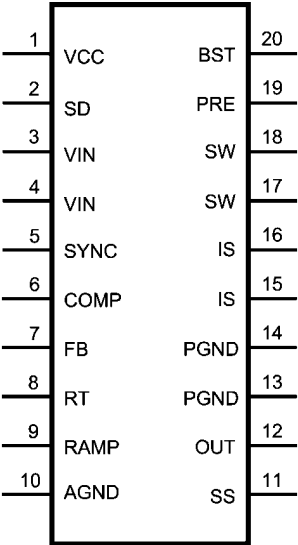 1 VCC BST 20
2 SD PRE 19
3 VIN SW 18
4 VIN SW 17
5 SYNC IS 16
6 COMP IS 15
7 FB PGND 14
8 RT PGND 13
9 RAMP OUT 12
10 AGND SS 11